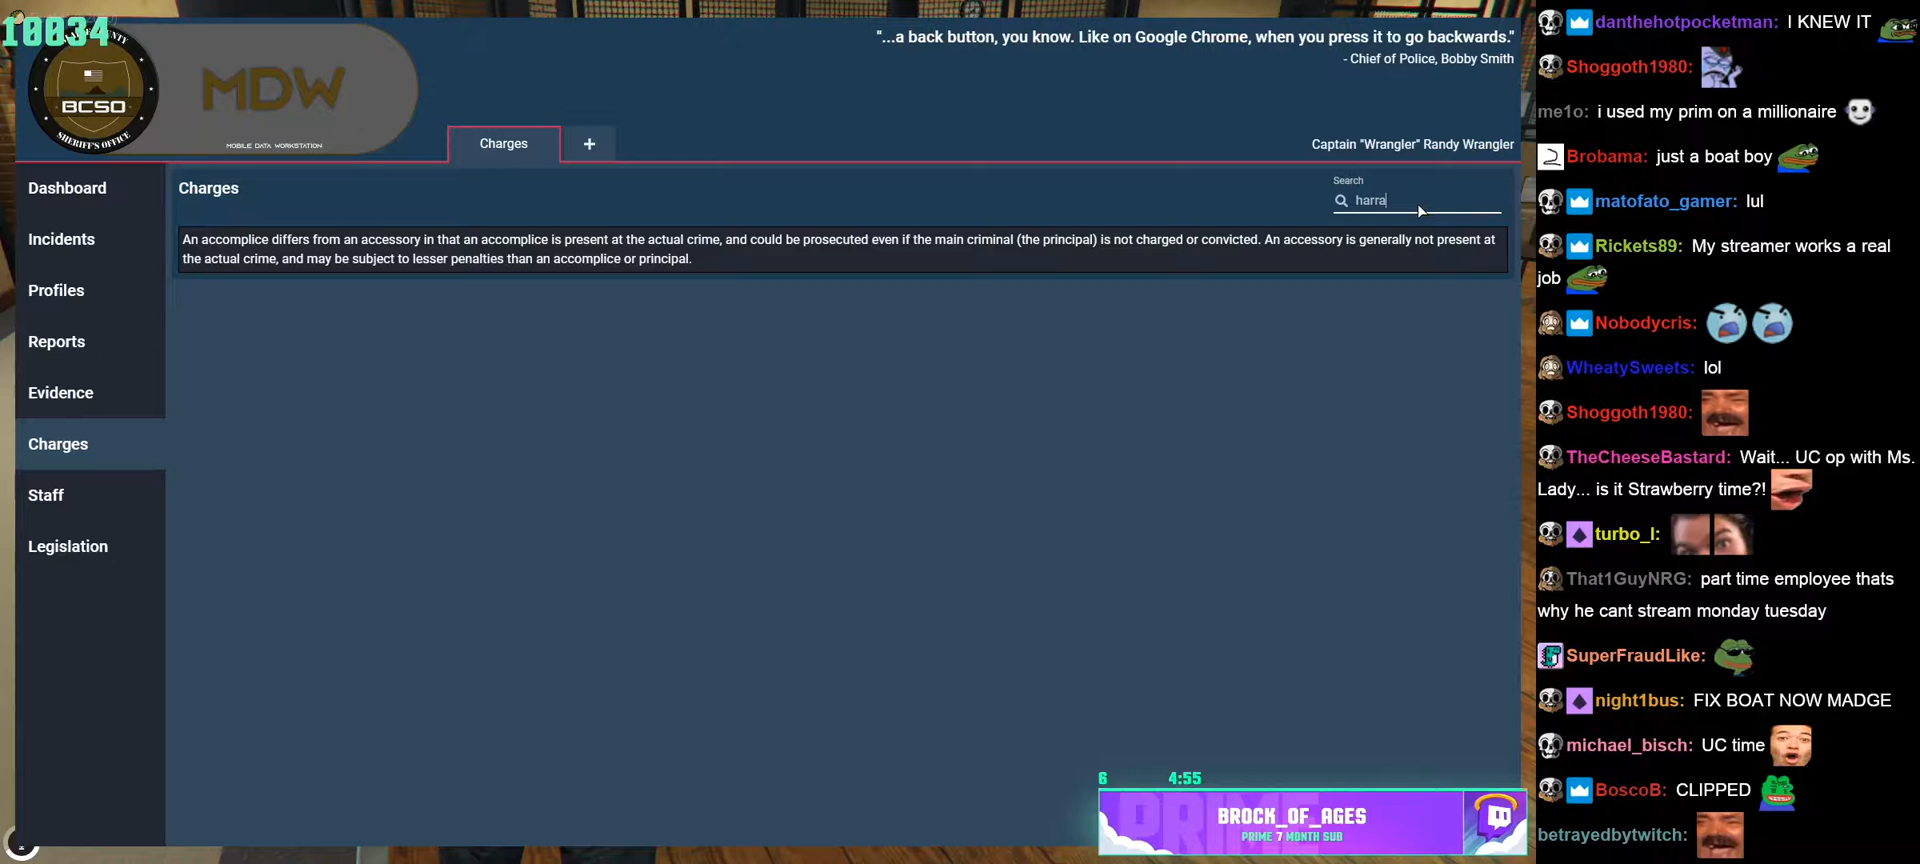 10034
BCSO
SHERIFF'S OFFICE
MDW
MOBILE DATA WORKSTATION
"...a back button, you know. Like on Google Chrome, when you press it to go backwards."
- Chief of Police, Bobby Smith
Charges
+
Captain "Wrangler" Randy Wrangler
Dashboard
Incidents
Profiles
Reports
Evidence
Charges
Staff
Legislation
Charges
Search
harra
An accomplice differs from an accessory in that an accomplice is present at the actual crime, and could be prosecuted even if the main criminal (the principal) is not charged or convicted. An accessory is generally not present at
the actual crime, and may be subject to lesser penalties than an accomplice or principal.
6 4:55
PRIME
BROCK_OF_AGES
PRIME 7 MONTH SUB
danthehotpocketman: I KNEW IT
Shoggoth1980:
me1o: i used my prim on a millionaire
Brobama: just a boat boy
matofato_gamer: lul
Rickets89: My streamer works a real
job
Nobodycris:
WheatySweets: lol
Shoggoth1980:
TheCheeseBastard: Wait... UC op with Ms.
Lady... is it Strawberry time?!
turbo_l:
That1GuyNRG: part time employee thats
why he cant stream monday tuesday
SuperFraudLike:
night1bus: FIX BOAT NOW MADGE
michael_bisch: UC time
BoscoB: CLIPPED
betrayedbytwitch: